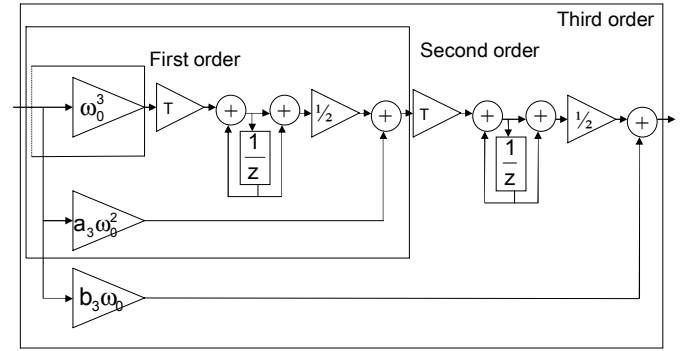 Third order
First order
Second order
ω₀³
T
+
+
½
+
T
+
+
½
+
1
z
1
z
a₃ω₀²
b₃ω₀